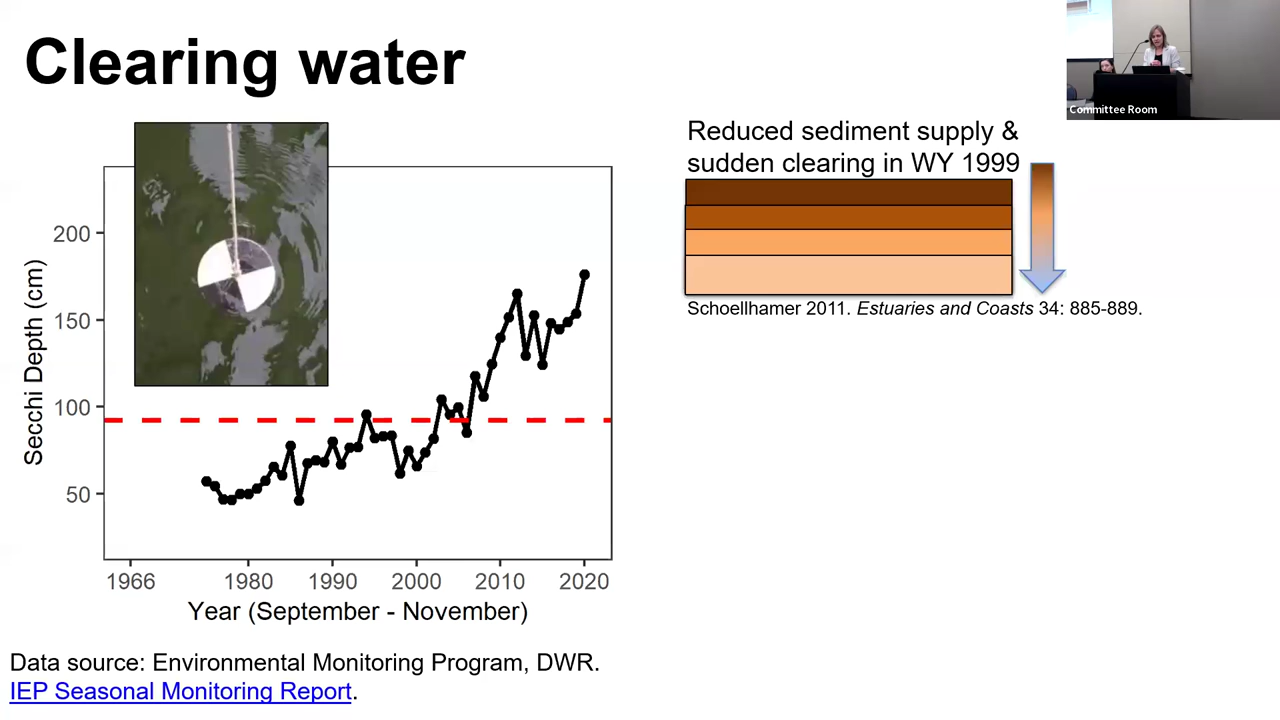 Clearing water
Committee Room
Reduced sediment supply &
sudden clearing in WY 1999
Schoellhamer 2011. Estuaries and Coasts 34: 885-889.
Secchi Depth (cm)
200
150
100
50
1966
1980
1990
2000
2010
2020
Year (September - November)
Data source: Environmental Monitoring Program, DWR.
IEP Seasonal Monitoring Report.